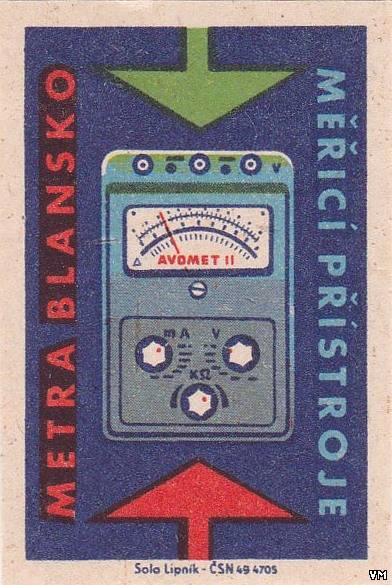 METRA BLANSKO
MĚŘICÍ PŘÍSTROJE
V
AVOMET II
mA V
KΩ
Solo Lipník - ČSN 49 4705
VM